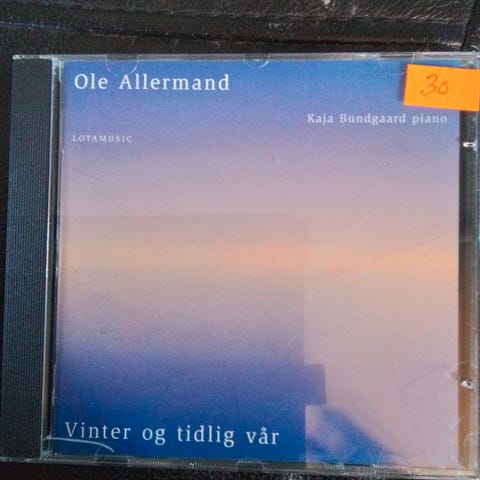 Ole Allermand
30
Kaja Bundgaard piano
LOTAMUSIC
Vinter og tidlig vår